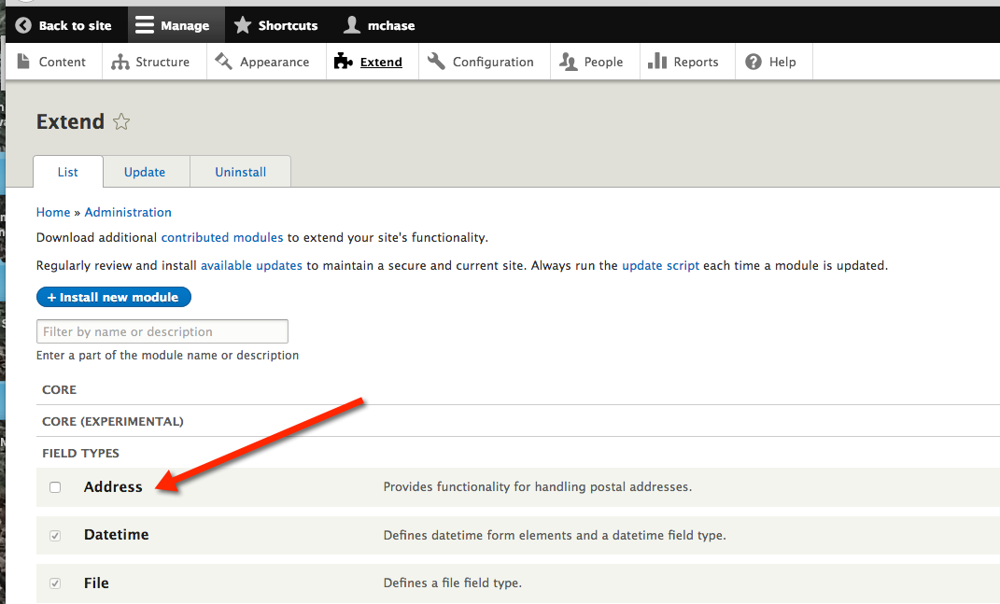 Back to site Manage Shortcuts mchase
Content Structure Appearance Extend Configuration People Reports Help
Extend
List Update Uninstall
Home » Administration
Download additional contributed modules to extend your site's functionality.
Regularly review and install available updates to maintain a secure and current site. Always run the update script each time a module is updated.
+ Install new module
Filter by name or description
Enter a part of the module name or description
CORE
CORE (EXPERIMENTAL)
FIELD TYPES
Address Provides functionality for handling postal addresses.
Datetime Defines datetime form elements and a datetime field type.
File Defines a file field type.